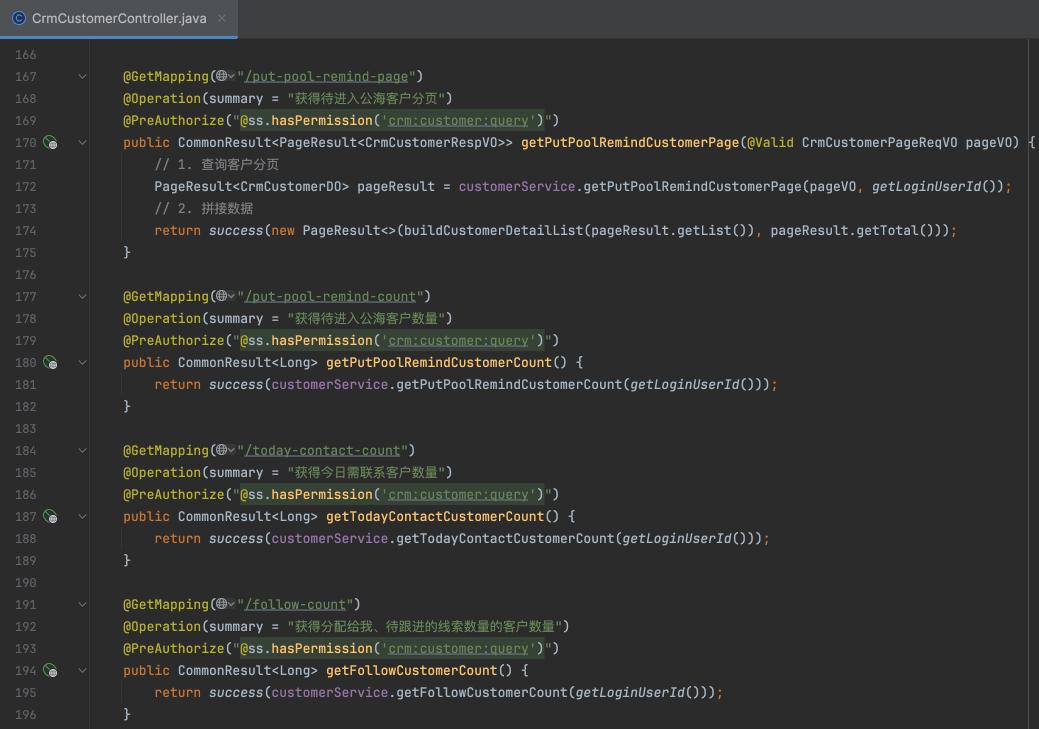 CrmCustomerController.java
166
167 @GetMapping("/put-pool-remind-page")
168 @Operation(summary = "获得待进入公海客户分页")
169 @PreAuthorize("@ss.hasPermission('crm:customer:query')")
170 public CommonResult<PageResult<CrmCustomerRespVO>> getPutPoolRemindCustomerPage(@Valid CrmCustomerPageReqVO pageVO) {
171 // 1. 查询客户分页
172 PageResult<CrmCustomerDO> pageResult = customerService.getPutPoolRemindCustomerPage(pageVO, getLoginUserId());
173 // 2. 拼接数据
174 return success(new PageResult<>(buildCustomerDetailList(pageResult.getList()), pageResult.getTotal()));
175 }
176
177 @GetMapping("/put-pool-remind-count")
178 @Operation(summary = "获得待进入公海客户数量")
179 @PreAuthorize("@ss.hasPermission('crm:customer:query')")
180 public CommonResult<Long> getPutPoolRemindCustomerCount() {
181 return success(customerService.getPutPoolRemindCustomerCount(getLoginUserId()));
182 }
183
184 @GetMapping("/today-contact-count")
185 @Operation(summary = "获得今日需联系客户数量")
186 @PreAuthorize("@ss.hasPermission('crm:customer:query')")
187 public CommonResult<Long> getTodayContactCustomerCount() {
188 return success(customerService.getTodayContactCustomerCount(getLoginUserId()));
189 }
190
191 @GetMapping("/follow-count")
192 @Operation(summary = "获得分配给我、待跟进的线索数量的客户数量")
193 @PreAuthorize("@ss.hasPermission('crm:customer:query')")
194 public CommonResult<Long> getFollowCustomerCount() {
195 return success(customerService.getFollowCustomerCount(getLoginUserId()));
196 }